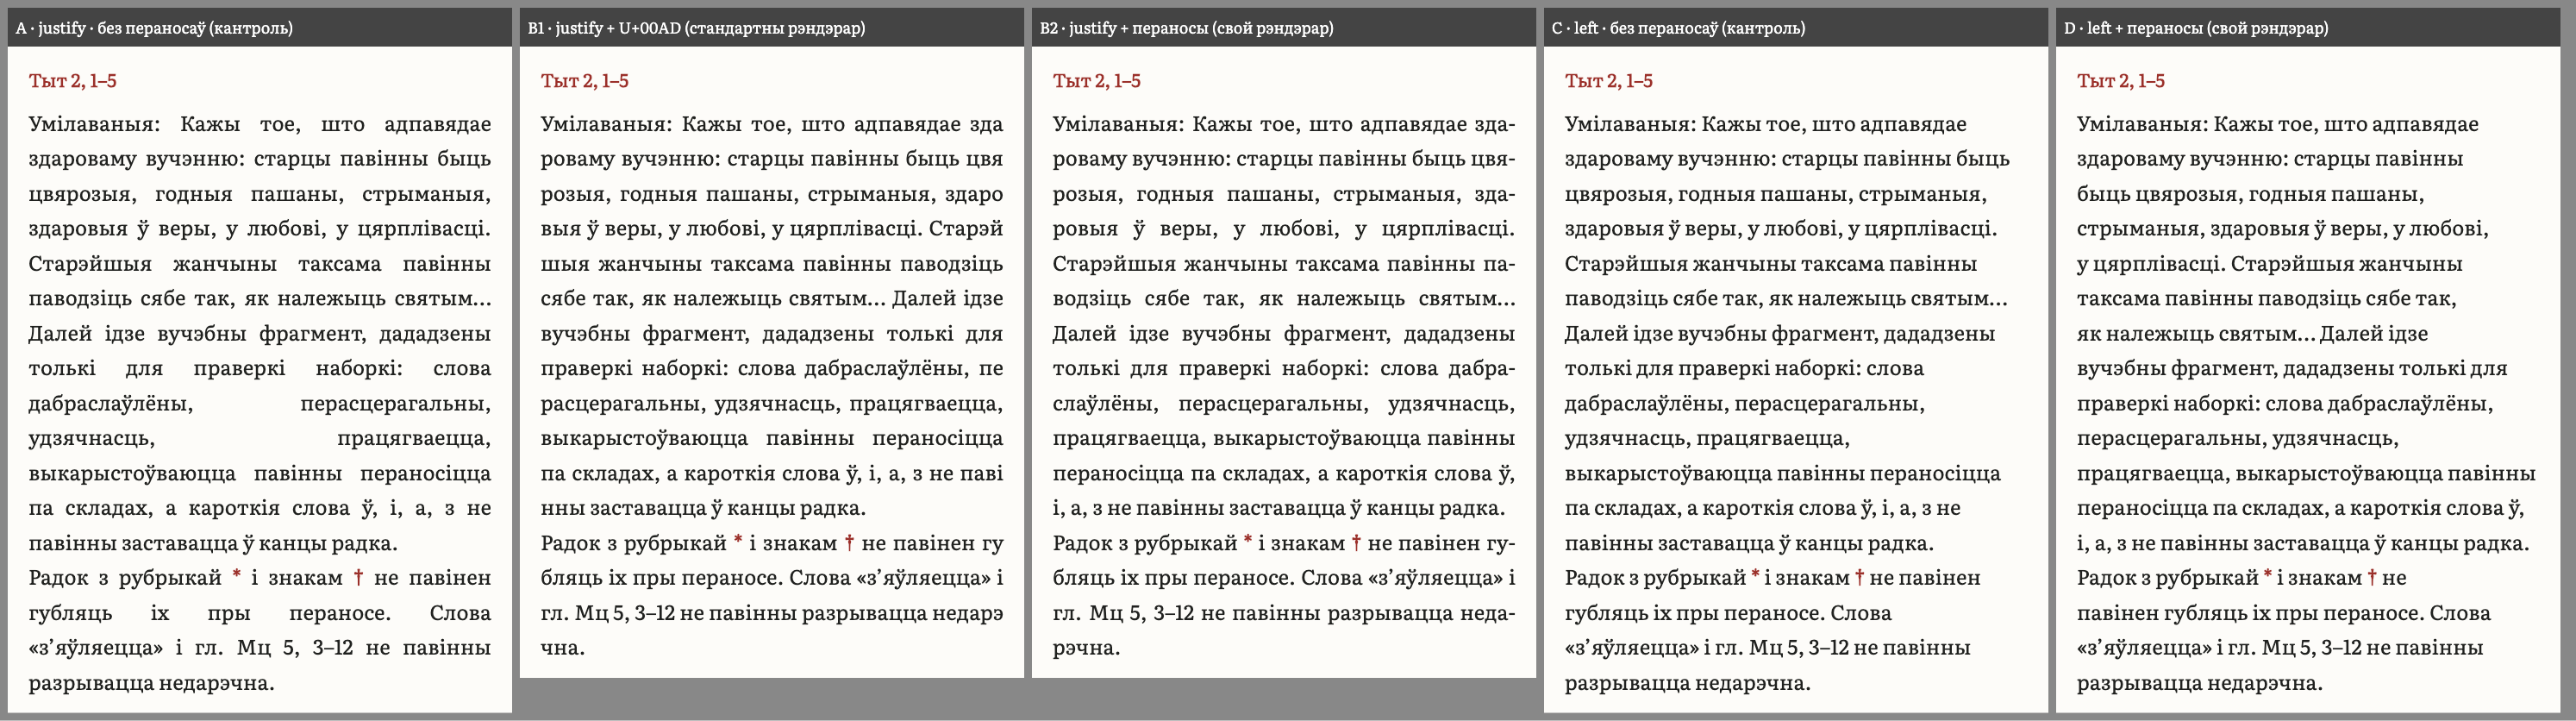 A · justify · без пераносаў (кантроль)
Тыт 2, 1–5
Умілаваныя: Кажы тое, што адпавядае
здароваму вучэнню: старцы павінны быць
цвярозыя, годныя пашаны, стрыманыя,
здаровыя ў веры, у любові, у цярплівасці.
Старэйшыя жанчыны таксама павінны
паводзіць сябе так, як належыць святым…
Далей ідзе вучэбны фрагмент, дададзены
толькі для праверкі наборкі: слова
дабраслаўлёны, перасцерагальны,
удзячнасць, працягваецца,
выкарыстоўваюцца павінны пераносіцца
па складах, а кароткія слова ў, і, а, з не
павінны заставацца ў канцы радка.
Радок з рубрыкай * і знакам † не павінен
губляць іх пры пераносе. Слова
«з’яўляецца» і гл. Мц 5, 3–12 не павінны
разрывацца недарэчна.
B1 · justify + U+00AD (стандартны рэндэрар)
Тыт 2, 1–5
Умілаваныя: Кажы тое, што адпавядае зда
роваму вучэнню: старцы павінны быць цвя
розыя, годныя пашаны, стрыманыя, здаро
выя ў веры, у любові, у цярплівасці. Старэй
шыя жанчыны таксама павінны паводзіць
сябе так, як належыць святым… Далей ідзе
вучэбны фрагмент, дададзены толькі для
праверкі наборкі: слова дабраслаўлёны, пе
расцерагальны, удзячнасць, працягваецца,
выкарыстоўваюцца павінны пераносіцца
па складах, а кароткія слова ў, і, а, з не паві
нны заставацца ў канцы радка.
Радок з рубрыкай * і знакам † не павінен гу
бляць іх пры пераносе. Слова «з’яўляецца» і
гл. Мц 5, 3–12 не павінны разрывацца недарэ
чна.
B2 · justify + пераносы (свой рэндэрар)
Тыт 2, 1–5
Умілаваныя: Кажы тое, што адпавядае зда-
роваму вучэнню: старцы павінны быць цвя-
розыя, годныя пашаны, стрыманыя, зда-
ровыя ў веры, у любові, у цярплівасці.
Старэйшыя жанчыны таксама павінны па-
водзіць сябе так, як належыць святым…
Далей ідзе вучэбны фрагмент, дададзены
толькі для праверкі наборкі: слова дабра-
слаўлёны, перасцерагальны, удзячнасць,
працягваецца, выкарыстоўваюцца павінны
пераносіцца па складах, а кароткія слова ў,
і, а, з не павінны заставацца ў канцы радка.
Радок з рубрыкай * і знакам † не павінен гу-
бляць іх пры пераносе. Слова «з’яўляецца» і
гл. Мц 5, 3–12 не павінны разрывацца неда-
рэчна.
C · left · без пераносаў (кантроль)
Тыт 2, 1–5
Умілаваныя: Кажы тое, што адпавядае
здароваму вучэнню: старцы павінны быць
цвярозыя, годныя пашаны, стрыманыя,
здаровыя ў веры, у любові, у цярплівасці.
Старэйшыя жанчыны таксама павінны
паводзіць сябе так, як належыць святым…
Далей ідзе вучэбны фрагмент, дададзены
толькі для праверкі наборкі: слова
дабраслаўлёны, перасцерагальны,
удзячнасць, працягваецца,
выкарыстоўваюцца павінны пераносіцца
па складах, а кароткія слова ў, і, а, з не
павінны заставацца ў канцы радка.
Радок з рубрыкай * і знакам † не павінен
губляць іх пры пераносе. Слова
«з’яўляецца» і гл. Мц 5, 3–12 не павінны
разрывацца недарэчна.
D · left + пераносы (свой рэндэрар)
Тыт 2, 1–5
Умілаваныя: Кажы тое, што адпавядае
здароваму вучэнню: старцы павінны
быць цвярозыя, годныя пашаны,
стрыманыя, здаровыя ў веры, у любові,
у цярплівасці. Старэйшыя жанчыны
таксама павінны паводзіць сябе так,
як належыць святым… Далей ідзе
вучэбны фрагмент, дададзены толькі для
праверкі наборкі: слова дабраслаўлёны,
перасцерагальны, удзячнасць,
працягваецца, выкарыстоўваюцца павінны
пераносіцца па складах, а кароткія слова ў,
і, а, з не павінны заставацца ў канцы радка.
Радок з рубрыкай * і знакам † не
павінен губляць іх пры пераносе. Слова
«з’яўляецца» і гл. Мц 5, 3–12 не павінны
разрывацца недарэчна.